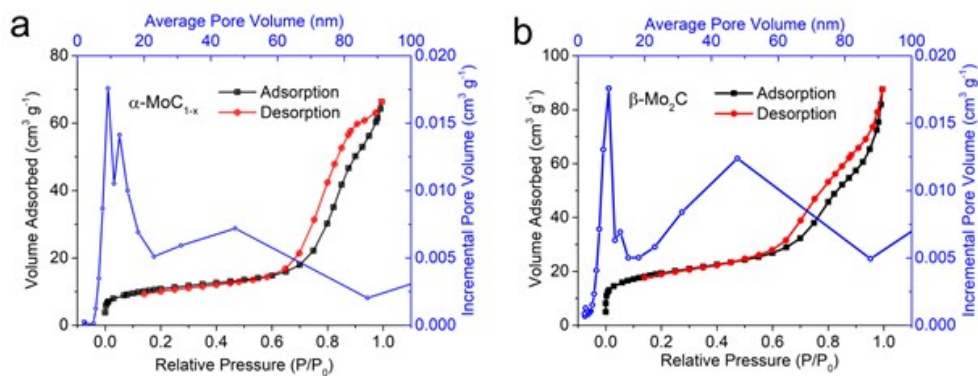 a
Average Pore Volume (nm)
0 20 40 60 80 100
80
60
40
20
0
Volume Adsorbed (cm³ g⁻¹)
α-MoC₁₋ₓ
Adsorption
Desorption
0.020
0.015
0.010
0.005
0.000
Incremental Pore Volume (cm³ g⁻¹)
0.0 0.2 0.4 0.6 0.8 1.0
Relative Pressure (P/P₀)
b
Average Pore Volume (nm)
0 20 40 60 80 100
100
80
60
40
20
0
Volume Adsorbed (cm³ g⁻¹)
β-Mo₂C
Adsorption
Desorption
0.020
0.015
0.010
0.005
0.000
Incremental Pore Volume (cm³ g⁻¹)
0.0 0.2 0.4 0.6 0.8 1.0
Relative Pressure (P/P₀)